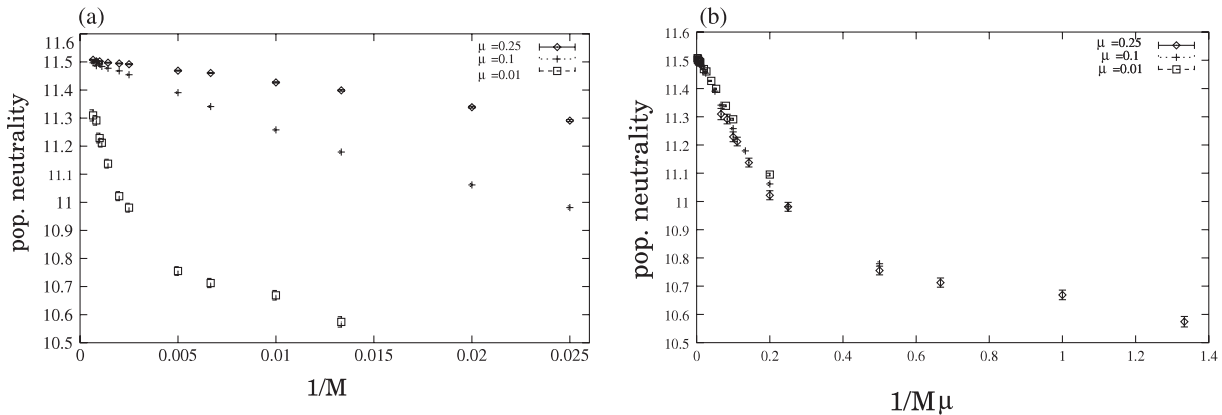 (a)
11.6
11.5
11.4
11.3
11.2
11.1
11
10.9
10.8
10.7
10.6
10.5
pop. neutrality
μ =0.25
μ =0.1
μ =0.01
0 0.005 0.01 0.015 0.02 0.025
1/M
(b)
11.6
11.5
11.4
11.3
11.2
11.1
11
10.9
10.8
10.7
10.6
10.5
pop. neutrality
μ =0.25
μ =0.1
μ =0.01
0 0.2 0.4 0.6 0.8 1 1.2 1.4
1/Mμ